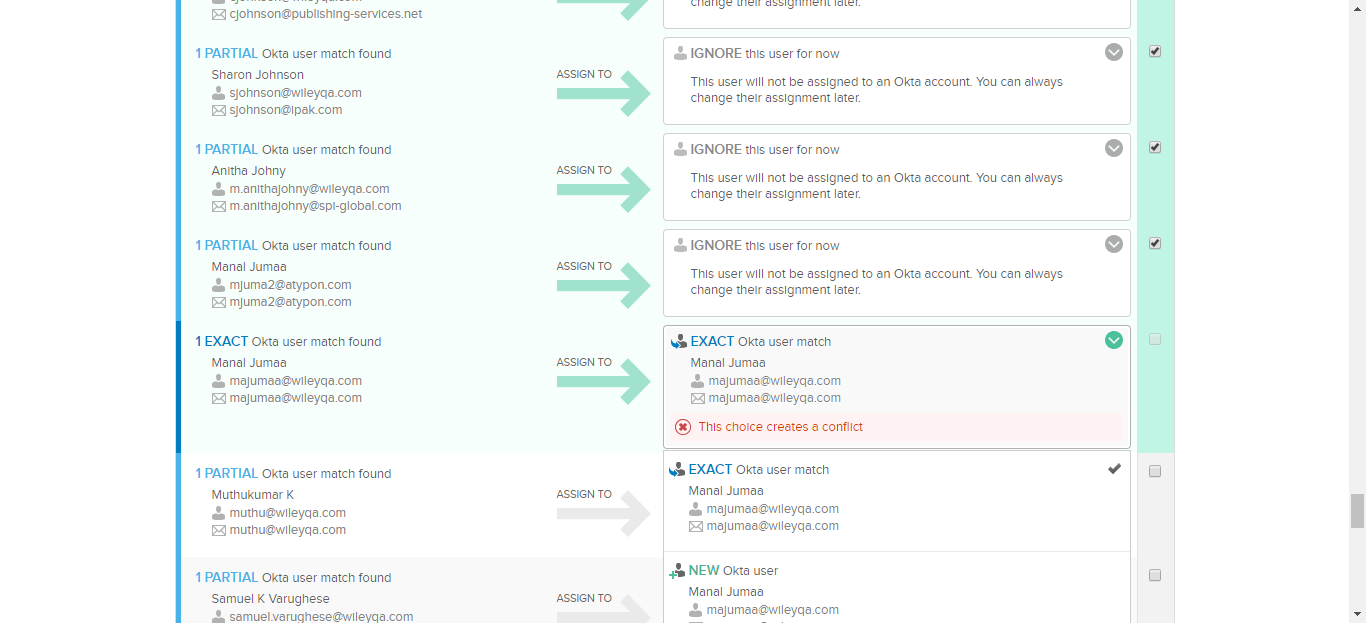 cjohnson@publishing-services.net
change their assignment later.
1 PARTIAL Okta user match found
Sharon Johnson
sjohnson@wileyqa.com
sjohnson@ipak.com
ASSIGN TO
IGNORE this user for now
This user will not be assigned to an Okta account. You can always
change their assignment later.
1 PARTIAL Okta user match found
Anitha Johny
m.anithajohny@wileyqa.com
m.anithajohny@spi-global.com
ASSIGN TO
IGNORE this user for now
This user will not be assigned to an Okta account. You can always
change their assignment later.
1 PARTIAL Okta user match found
Manal Jumaa
mjuma2@atypon.com
mjuma2@atypon.com
ASSIGN TO
IGNORE this user for now
This user will not be assigned to an Okta account. You can always
change their assignment later.
1 EXACT Okta user match found
Manal Jumaa
majumaa@wileyqa.com
majumaa@wileyqa.com
ASSIGN TO
EXACT Okta user match
Manal Jumaa
majumaa@wileyqa.com
majumaa@wileyqa.com
This choice creates a conflict
1 PARTIAL Okta user match found
Muthukumar K
muthu@wileyqa.com
muthu@wileyqa.com
ASSIGN TO
EXACT Okta user match
Manal Jumaa
majumaa@wileyqa.com
majumaa@wileyqa.com
1 PARTIAL Okta user match found
Samuel K Varughese
samuel.varughese@wileyqa.com
ASSIGN TO
NEW Okta user
Manal Jumaa
majumaa@wileyqa.com